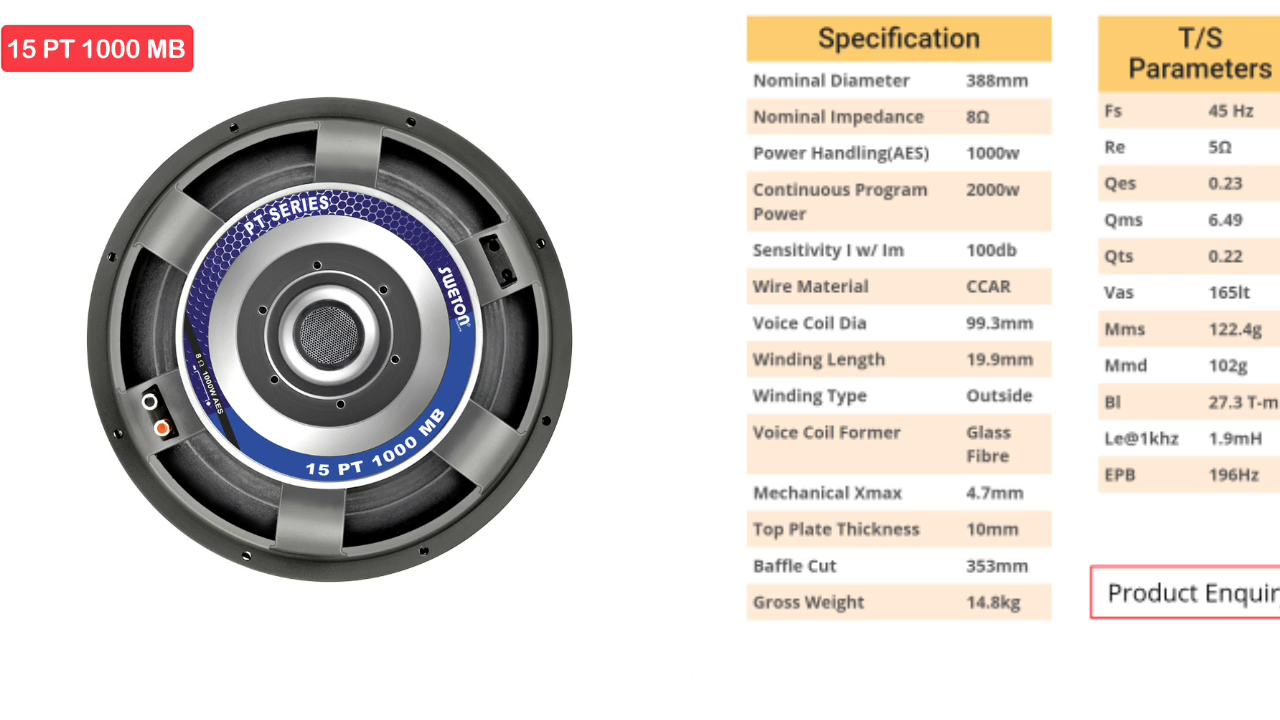 15 PT 1000 MB
PT SERIES
SWETON
8 Ω 1000W AES
15 PT 1000 MB
Specification
Nominal Diameter 388mm
Nominal Impedance 8Ω
Power Handling(AES) 1000w
Continuous Program 2000w
Power
Sensitivity I w/ Im 100db
Wire Material CCAR
Voice Coil Dia 99.3mm
Winding Length 19.9mm
Winding Type Outside
Voice Coil Former Glass
Fibre
Mechanical Xmax 4.7mm
Top Plate Thickness 10mm
Baffle Cut 353mm
Gross Weight 14.8kg
T/S
Parameters
Fs 45 Hz
Re 5Ω
Qes 0.23
Qms 6.49
Qts 0.22
Vas 165lt
Mms 122.4g
Mmd 102g
Bl 27.3 T-m
Le@1khz 1.9mH
EPB 196Hz
Product Enquir